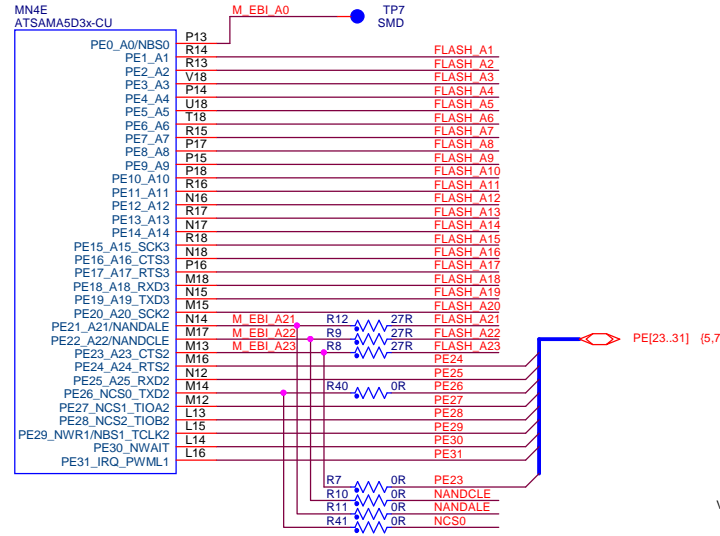 MN4E
ATSAMA5D3x-CU
M_EBI_A0
TP7
SMD
PE0_A0/NBS0 P13
PE1_A1 R14 FLASH_A1
PE2_A2 R13 FLASH_A2
PE3_A3 V18 FLASH_A3
PE4_A4 P14 FLASH_A4
PE5_A5 U18 FLASH_A5
PE6_A6 T18 FLASH_A6
PE7_A7 R15 FLASH_A7
PE8_A8 P17 FLASH_A8
PE9_A9 P15 FLASH_A9
PE10_A10 P18 FLASH_A10
PE11_A11 R16 FLASH_A11
PE12_A12 N16 FLASH_A12
PE13_A13 R17 FLASH_A13
PE14_A14 N17 FLASH_A14
PE15_A15_SCK3 R18 FLASH_A15
PE16_A16_CTS3 N18 FLASH_A16
PE17_A17_RTS3 P16 FLASH_A17
PE18_A18_RXD3 M18 FLASH_A18
PE19_A19_TXD3 N15 FLASH_A19
PE20_A20_SCK2 M15 FLASH_A20
PE21_A21/NANDALE N14 M_EBI_A21 R12 27R FLASH_A21
PE22_A22/NANDCLE M17 M_EBI_A22 R9 27R FLASH_A22
PE23_A23_CTS2 M13 M_EBI_A23 R8 27R FLASH_A23
PE24_A24_RTS2 M16 PE24
PE25_A25_RXD2 N12 PE25
PE26_NCS0_TXD2 M14 R40 0R PE26
PE27_NCS1_TIOA2 M12 PE27
PE28_NCS2_TIOB2 L13 PE28
PE29_NWR1/NBS1_TCLK2 L15 PE29
PE30_NWAIT L14 PE30
PE31_IRQ_PWML1 L16 PE31
PE[23..31] {5,7
R7 0R PE23
R10 0R NANDCLE
R11 0R NANDALE
R41 0R NCS0
V